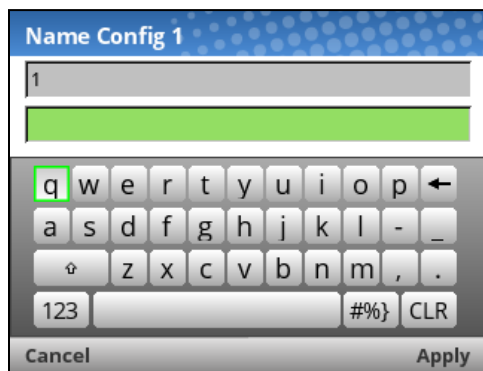 Name Config 1
1
q w e r t y u i o p ←
a s d f g h j k l - _
⇧ z x c v b n m , .
123 #%} CLR
Cancel Apply